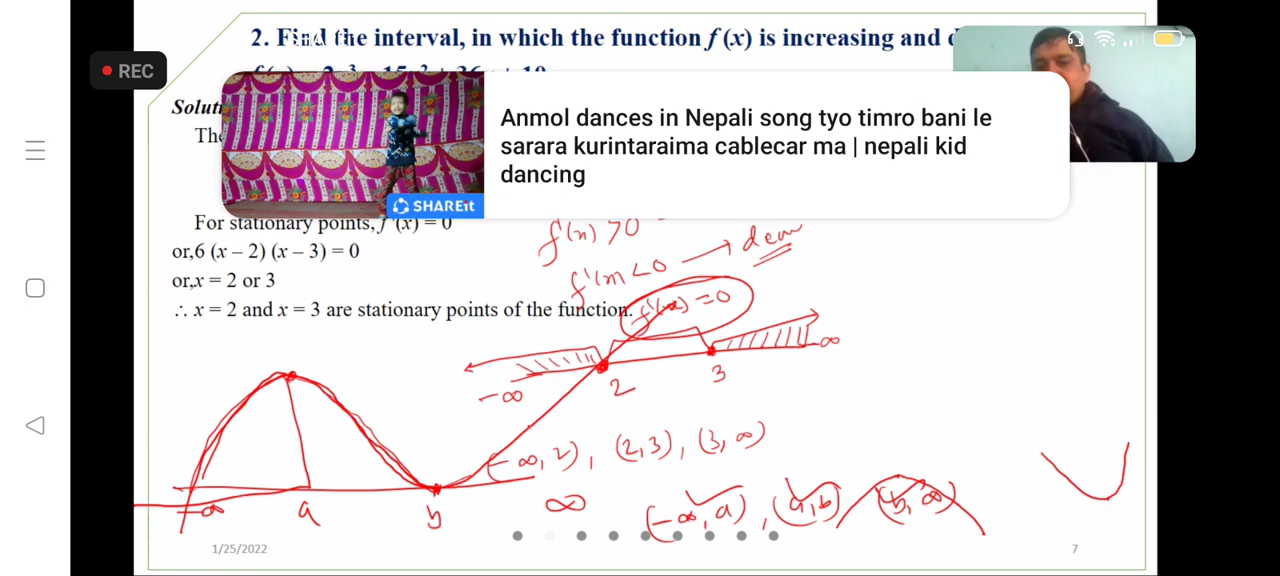 2. Find the interval, in which the function f (x) is increasing and d
REC
Soluti
The
Anmol dances in Nepali song tyo timro bani le
sarara kurintaraima cablecar ma | nepali kid
dancing
SHAREit
For stationary points, f '(x) = 0
or,6 (x – 2) (x – 3) = 0
or,x = 2 or 3
∴ x = 2 and x = 3 are stationary points of the function.
f(x) >0
f'(x) <0 → decr
f'(x) = 0
-∞ 2 3 ∞
(-∞, 2), (2, 3), (3, ∞)
-∞ a b ∞
(-∞, a), (a, b) (b, ∞)
1/25/2022
7